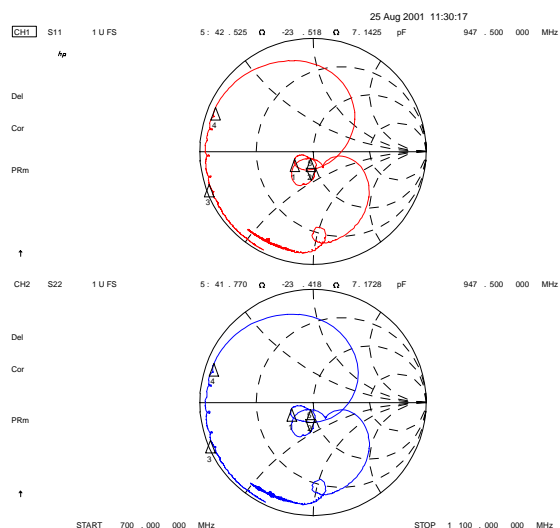 25 Aug 2001 11:30:17
CH1 S11 1 U FS 5: 42.525 Ω -23 .518 Ω 7.1425 pF 947 .500 000 MHz
hp
Del
4
Cor
PRm
1
3
↑
CH2 S22 1 U FS 5: 41.770 Ω -23 .418 Ω 7.1728 pF 947 .500 000 MHz
Del
Cor
4
PRm
1
3
↑
START 700 .000 000 MHz STOP 1 100 .000 000 MHz